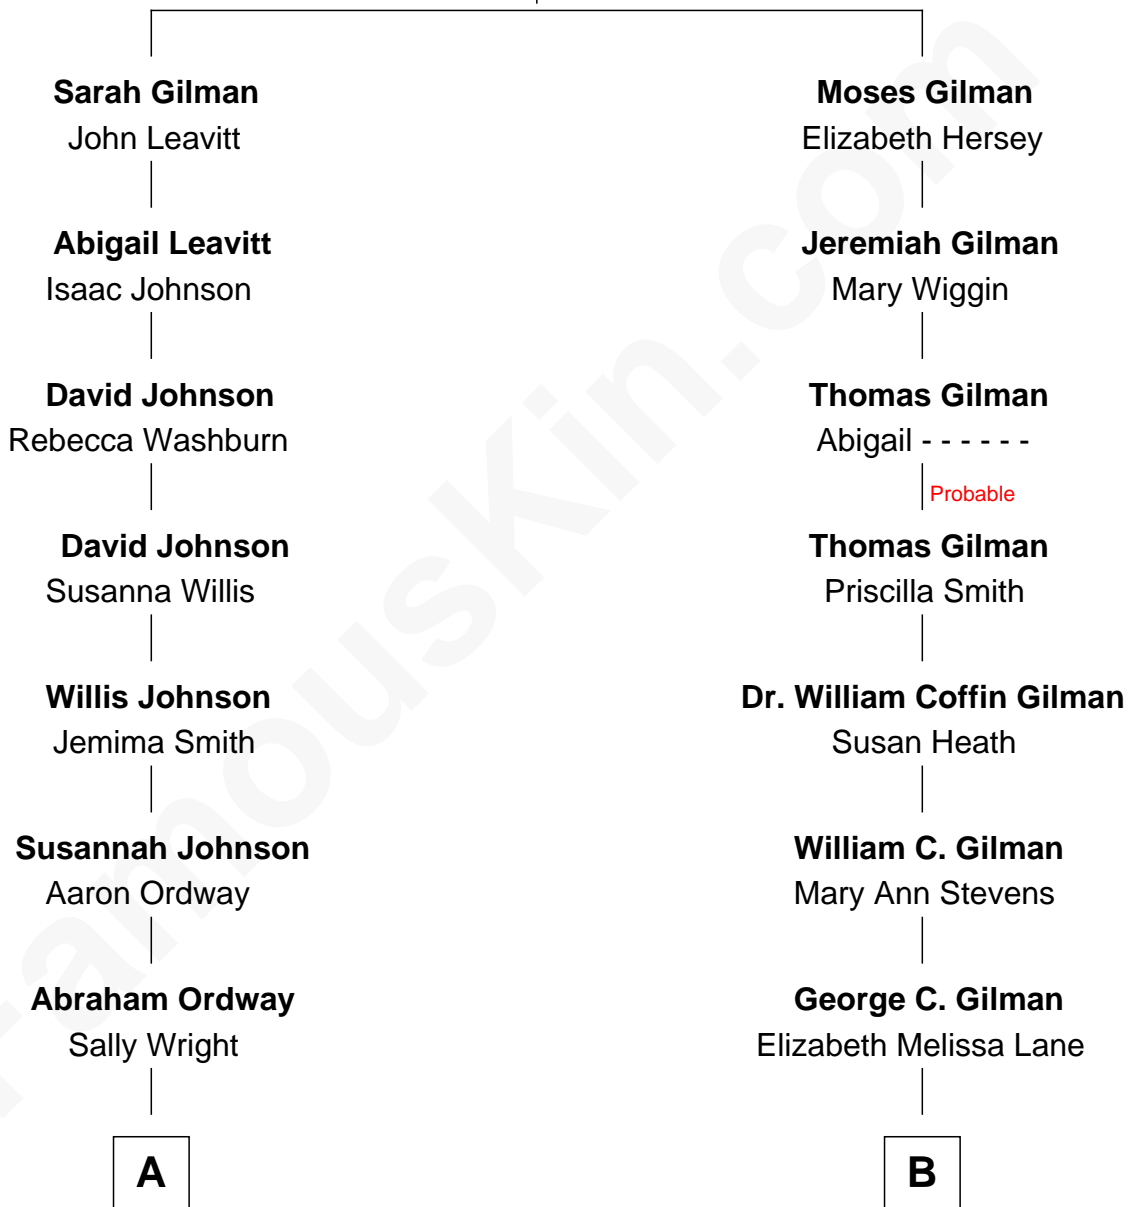 Sarah Gilman
John Leavitt
Abigail Leavitt
Isaac Johnson
David Johnson
Rebecca Washburn
David Johnson
Susanna Willis
Willis Johnson
Jemima Smith
Susannah Johnson
Aaron Ordway
Abraham Ordway
Sally Wright
A
Moses Gilman
Elizabeth Hersey
Jeremiah Gilman
Mary Wiggin
Thomas Gilman
Abigail - - - - - -
Probable
Thomas Gilman
Priscilla Smith
Dr. William Coffin Gilman
Susan Heath
William C. Gilman
Mary Ann Stevens
George C. Gilman
Elizabeth Melissa Lane
B
FamousKin.com